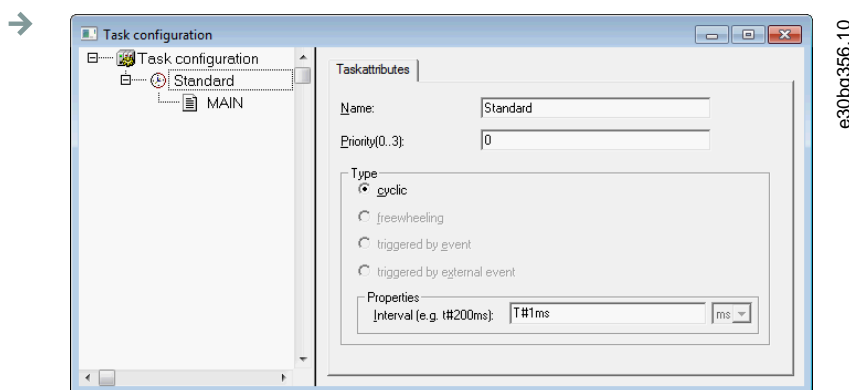 Task configuration
Task configuration
Standard
MAIN
Taskattributes
Name: Standard
Priority(0..3): 0
Type
cyclic
freewheeling
triggered by event
triggered by external event
Properties
Interval (e.g. t#200ms): T#1ms ms
e30bg356.10